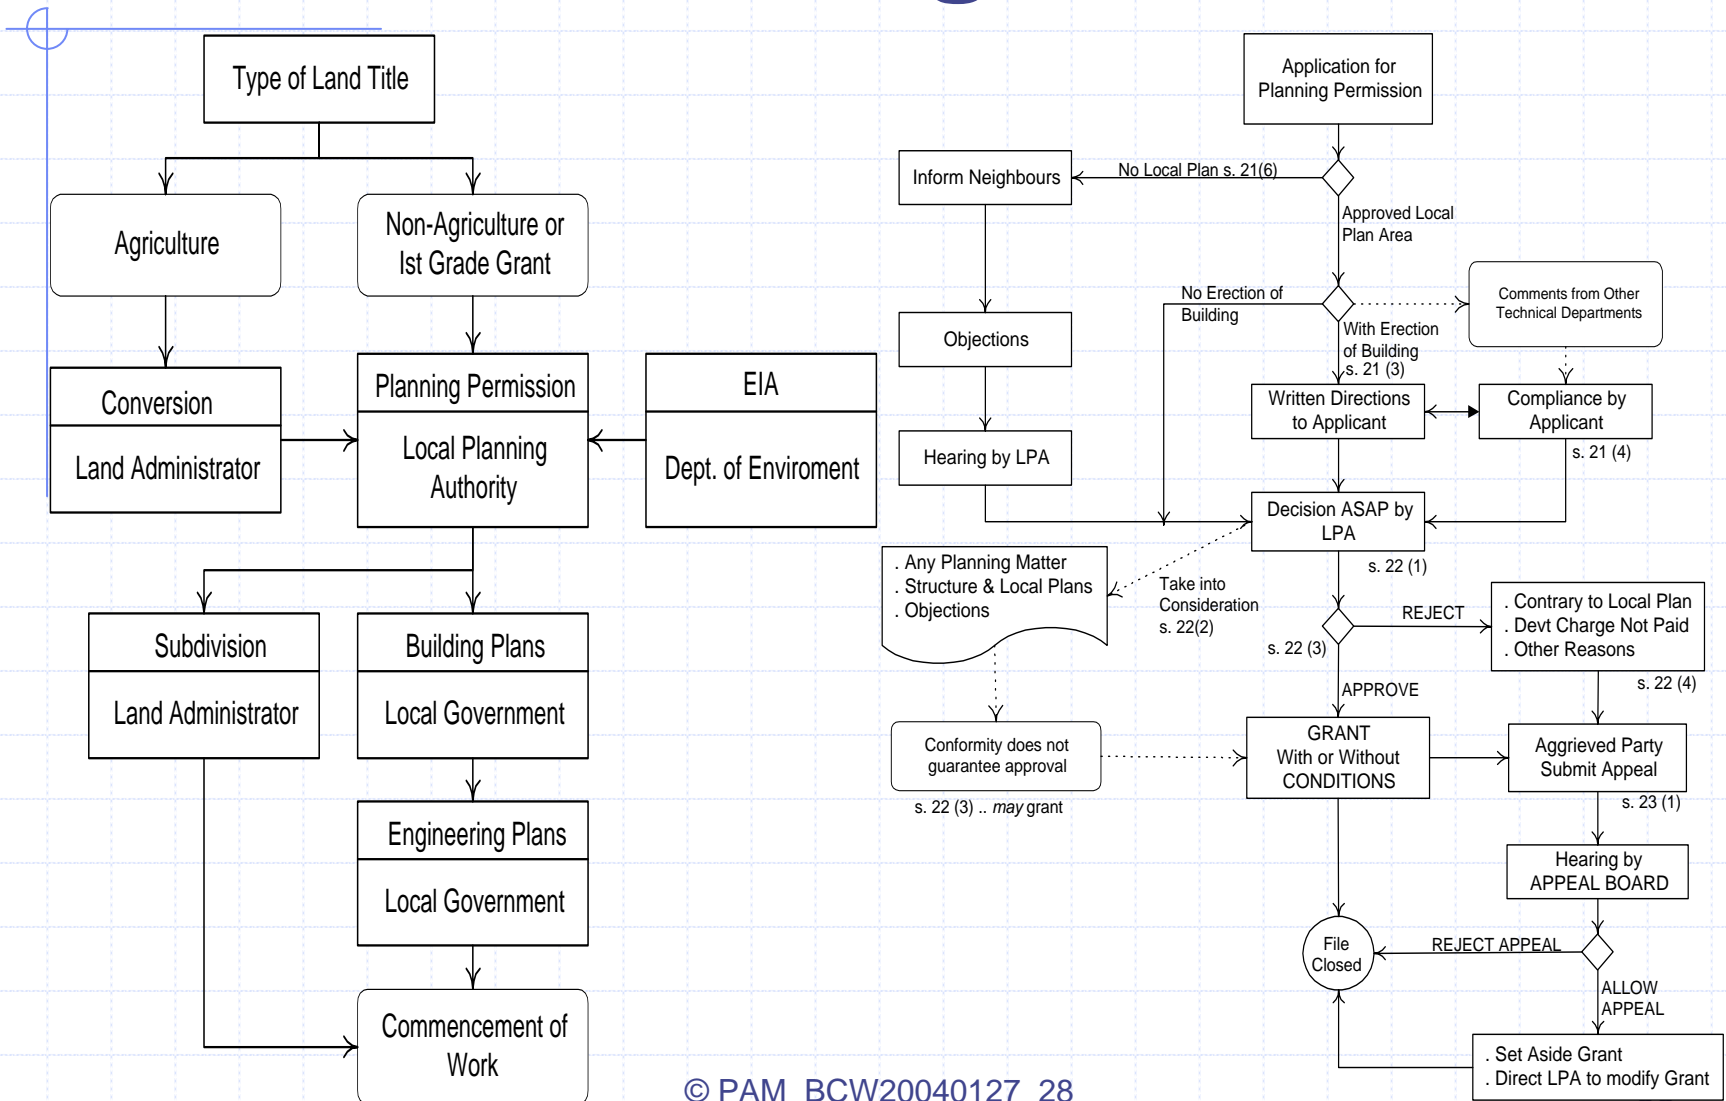 Type of Land Title
Agriculture
Non-Agriculture or
Ist Grade Grant
Conversion
Land Administrator
Planning Permission
Local Planning
Authority
EIA
Dept. of Enviroment
Subdivision
Land Administrator
Building Plans
Local Government
Engineering Plans
Local Government
Commencement of
Work
Application for
Planning Permission
No Local Plan s. 21(6)
Inform Neighbours
Approved Local
Plan Area
Objections
Hearing by LPA
No Erection of
Building
Comments from Other
Technical Departments
With Erection
of Building
s. 21 (3)
Written Directions
to Applicant
Compliance by
Applicant
s. 21 (4)
Decision ASAP by
LPA
s. 22 (1)
. Any Planning Matter
. Structure & Local Plans
. Objections
Take into
Consideration
s. 22(2)
s. 22 (3)
REJECT
. Contrary to Local Plan
. Devt Charge Not Paid
. Other Reasons
s. 22 (4)
APPROVE
Conformity does not
guarantee approval
s. 22 (3) .. may grant
GRANT
With or Without
CONDITIONS
Aggrieved Party
Submit Appeal
s. 23 (1)
Hearing by
APPEAL BOARD
REJECT APPEAL
File
Closed
ALLOW
APPEAL
. Set Aside Grant
. Direct LPA to modify Grant
© PAM_BCW20040127_28